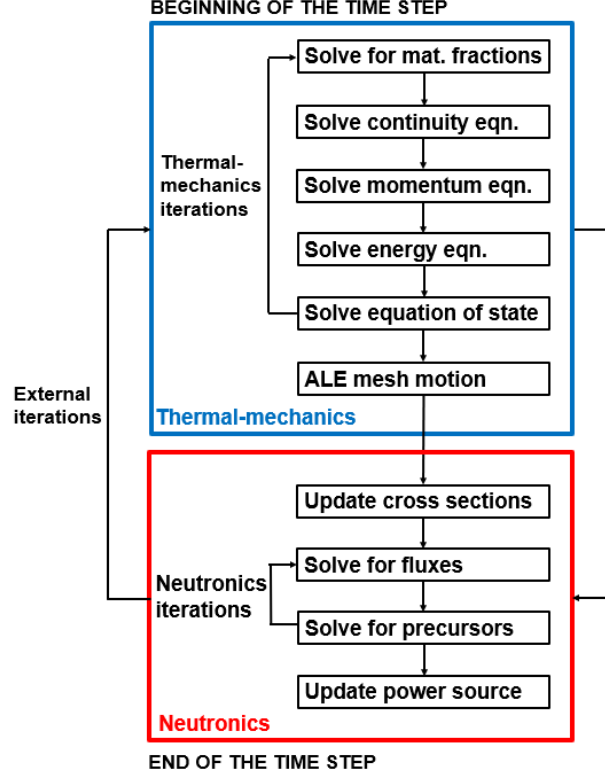 BEGINNING OF THE TIME STEP
Solve for mat. fractions
Solve continuity eqn.
Thermal-
mechanics
iterations
Solve momentum eqn.
Solve energy eqn.
Solve equation of state
ALE mesh motion
External
iterations
Thermal-mechanics
Update cross sections
Solve for fluxes
Neutronics
iterations
Solve for precursors
Update power source
Neutronics
END OF THE TIME STEP